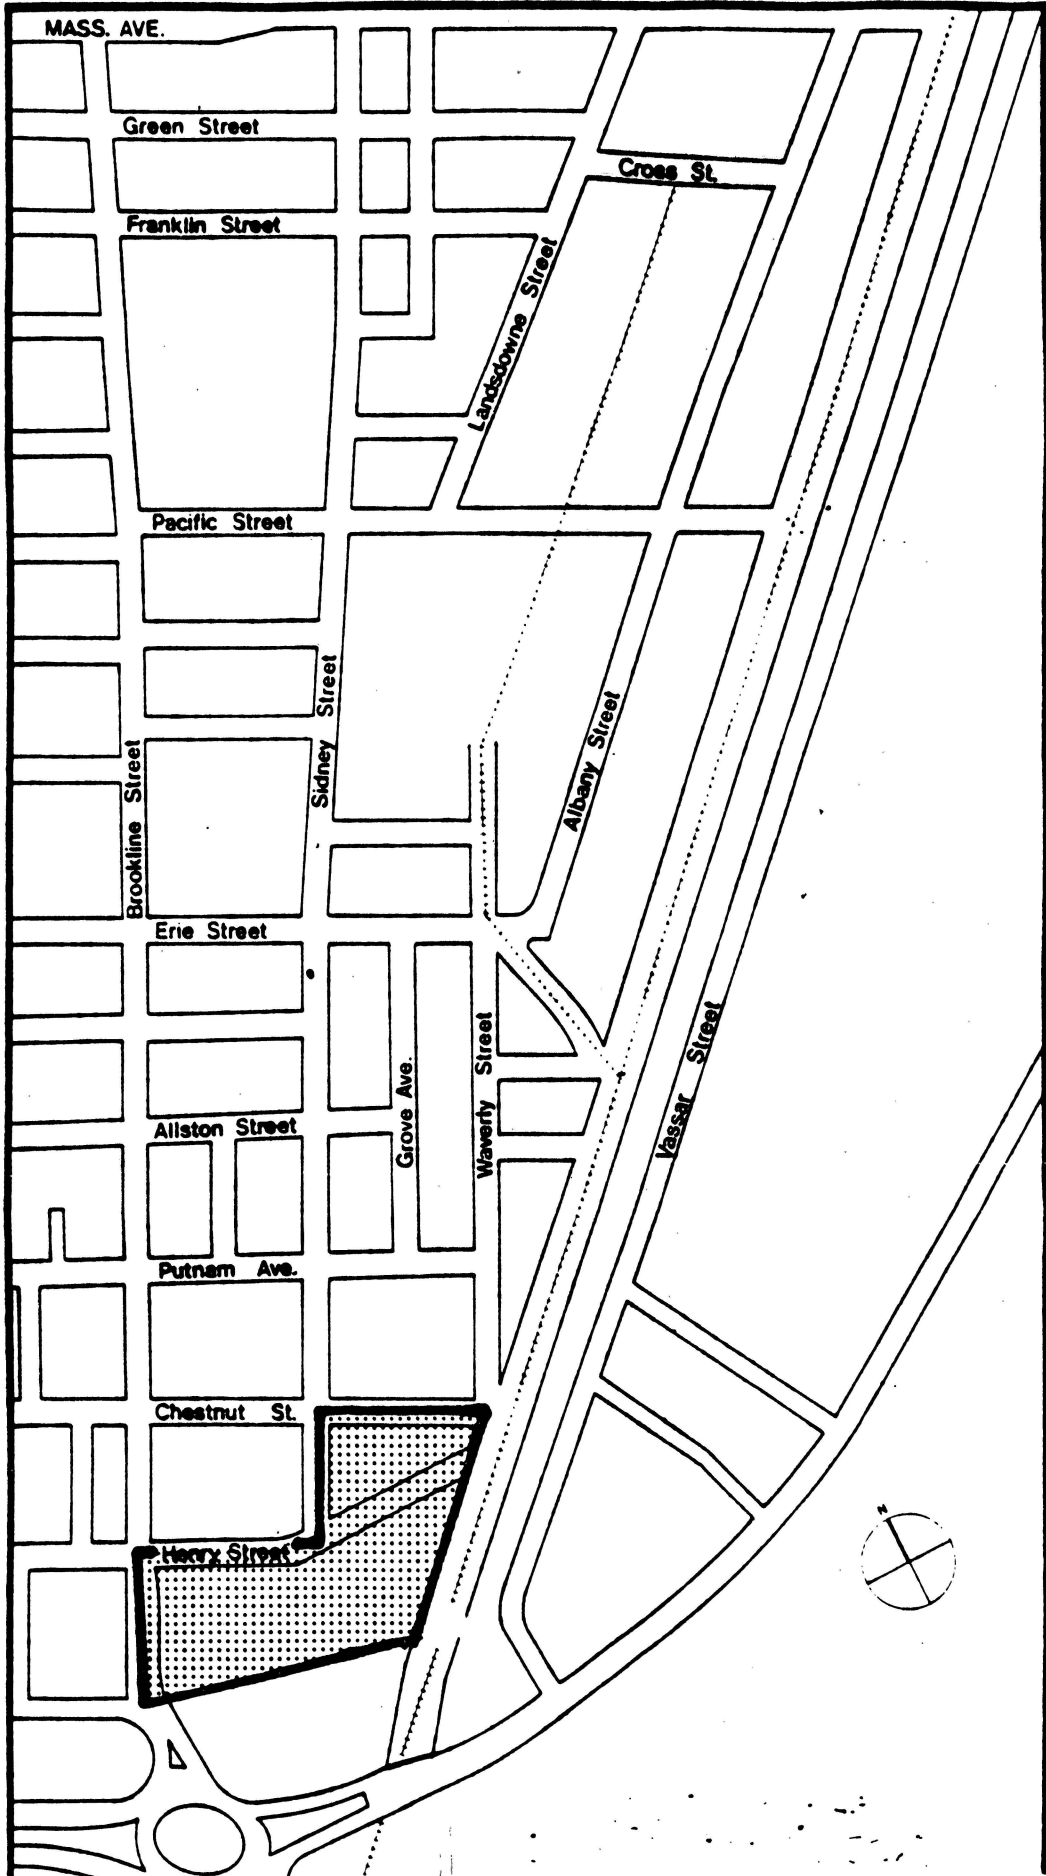 MASS. AVE.
Green Street
Cross St.
Franklin Street
Landsdowne Street
Pacific Street
Sidney Street
Albany Street
Brookline Street
Erie Street
Vassar Street
Waverly Street
Grove Ave.
Allston Street
Putnam Ave.
Chestnut St.
N
Henry Street